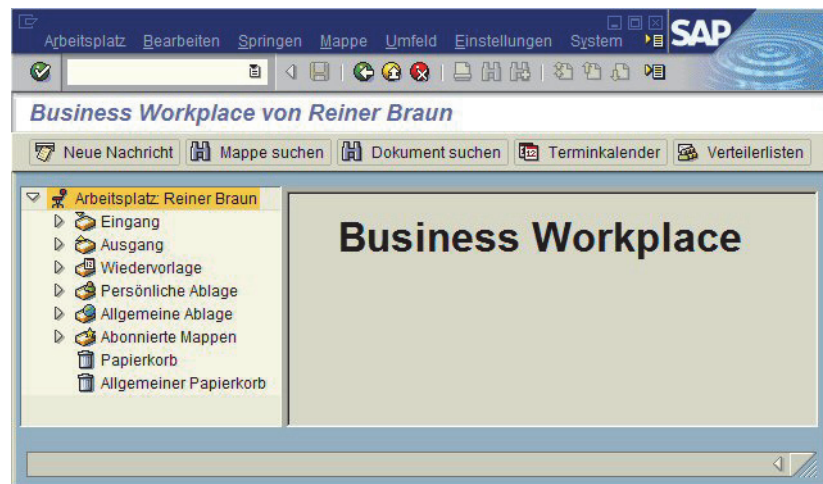 Arbeitsplatz Bearbeiten Springen Mappe Umfeld Einstellungen System SAP
Business Workplace von Reiner Braun
Neue Nachricht Mappe suchen Dokument suchen Terminkalender Verteilerlisten
Arbeitsplatz: Reiner Braun
Eingang
Ausgang
Wiedervorlage
Persönliche Ablage
Allgemeine Ablage
Abonnierte Mappen
Papierkorb
Allgemeiner Papierkorb
Business Workplace